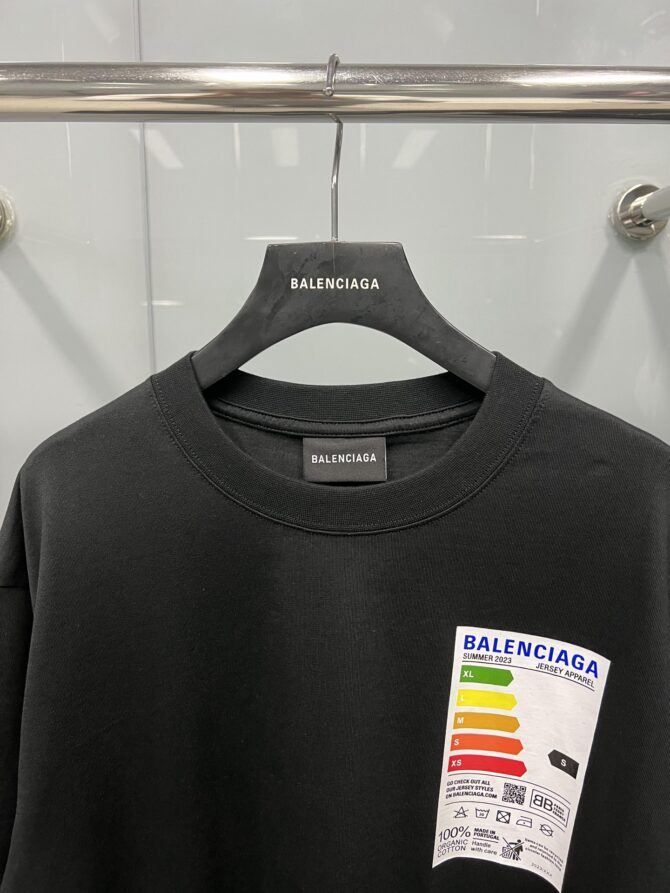 BALENCIAGA
BALENCIAGA
BALENCIAGA
SUMMER 2023
JERSEY APPAREL
XL
L
M
S
S
XS
GO CHECK OUT ALL
OUR JERSEY STYLES
ON BALENCIAGA.COM
BB
100%
ORGANIC
COTTON
MADE IN
PORTUGAL
Handle
with care